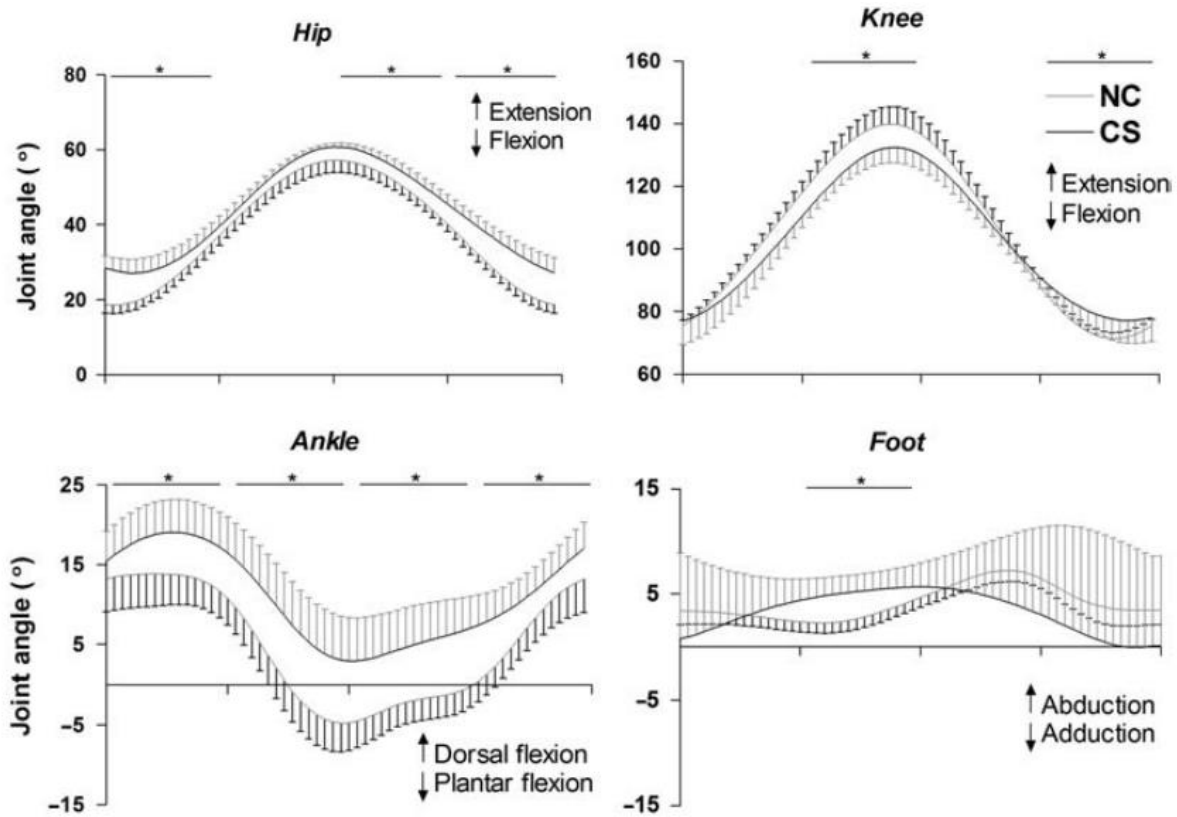 Hip
Joint angle (°)
80
60
40
20
0
*
*
*
↑ Extension
↓ Flexion
Knee
160
140
120
100
80
60
*
*
NC
CS
↑ Extension
↓ Flexion
Ankle
Joint angle (°)
25
15
5
−5
−15
*
*
*
*
↑ Dorsal flexion
↓ Plantar flexion
Foot
15
5
−5
−15
*
↑ Abduction
↓ Adduction